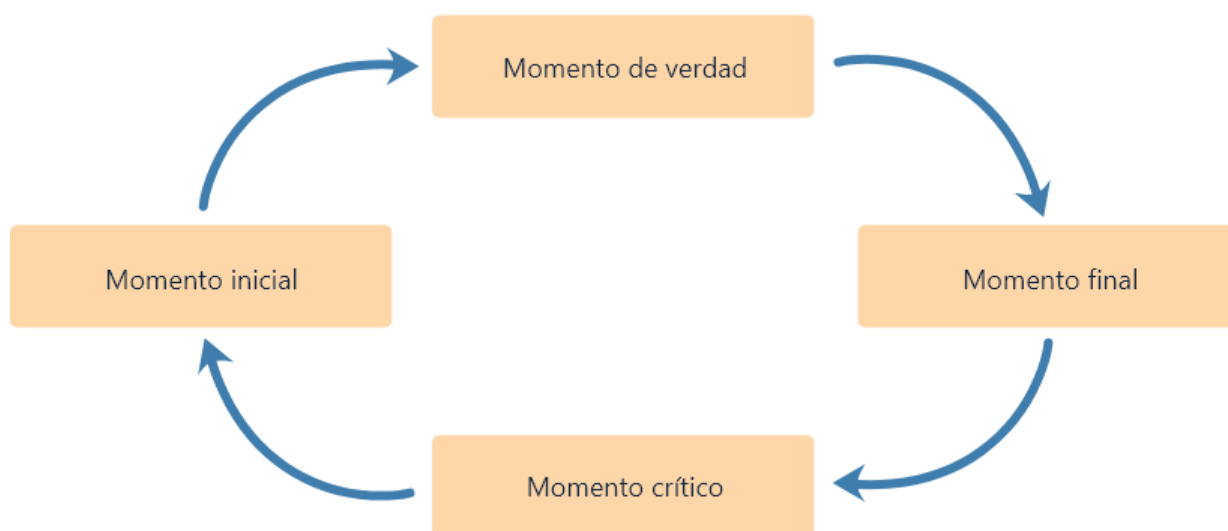 Momento de verdad
Momento inicial
Momento final
Momento crítico